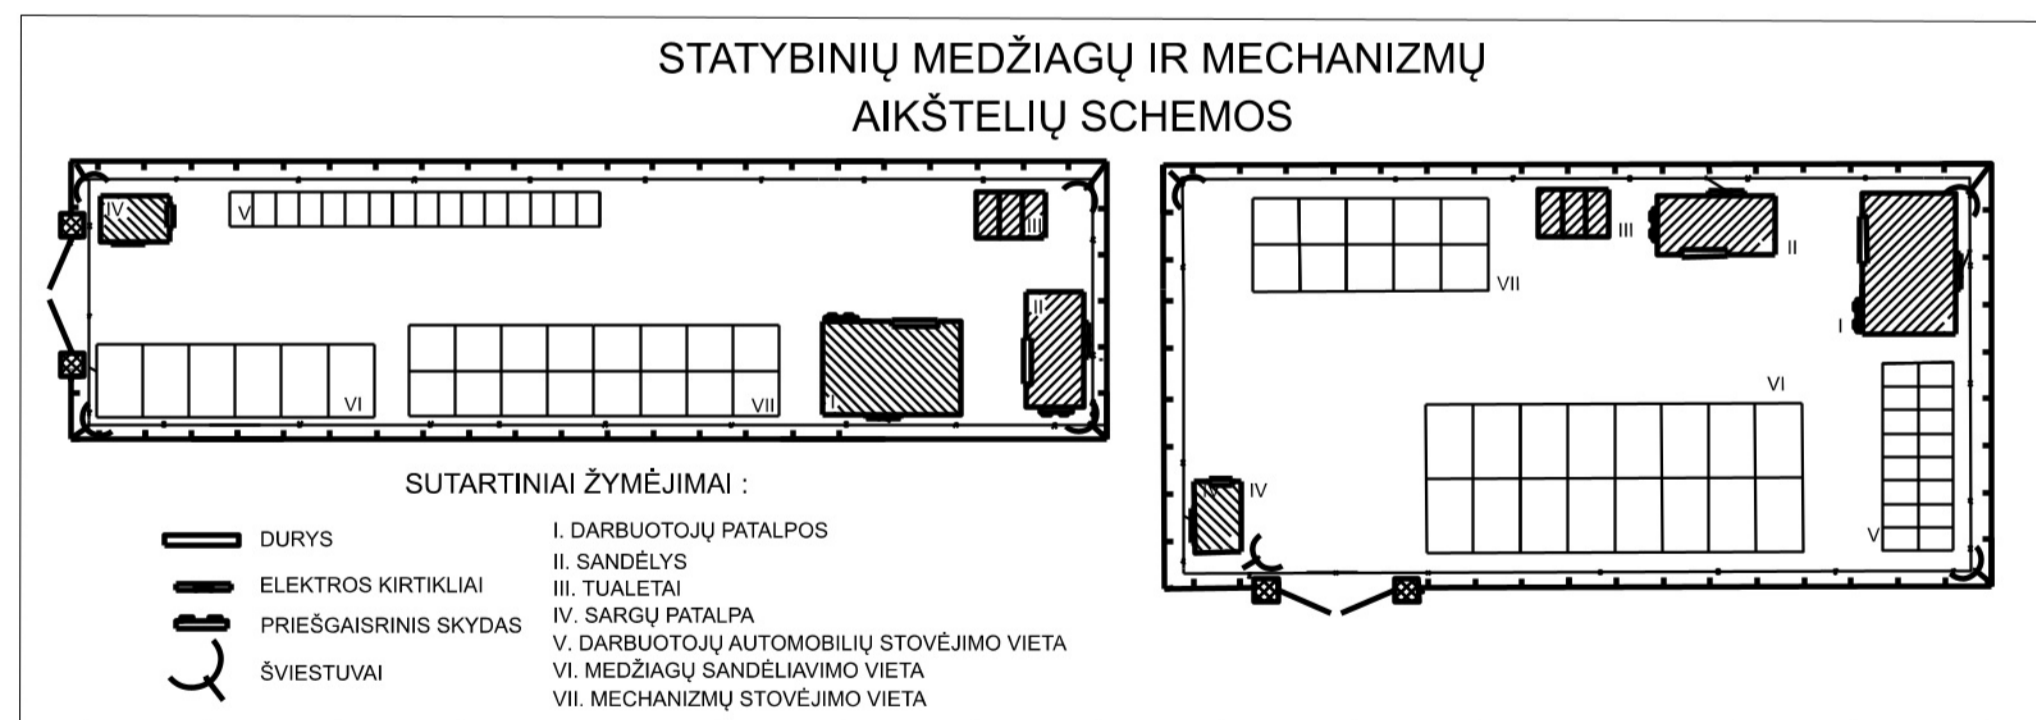 STATYBINIŲ MEDŽIAGŲ IR MECHANIZMŲ
AIKŠTELIŲ SCHEMOS
IV
V
III
II
VI
VII
I
III
II
VII
I
VI
IV
IV
V
SUTARTINIAI ŽYMĖJIMAI :
DURYS
ELEKTROS KIRTIKLIAI
PRIEŠGAISRINIS SKYDAS
ŠVIESTUVAI
I. DARBUOTOJŲ PATALPOS
II. SANDĖLYS
III. TUALETAI
IV. SARGŲ PATALPA
V. DARBUOTOJŲ AUTOMOBILIŲ STOVĖJIMO VIETA
VI. MEDŽIAGŲ SANDĖLIAVIMO VIETA
VII. MECHANIZMŲ STOVĖJIMO VIETA